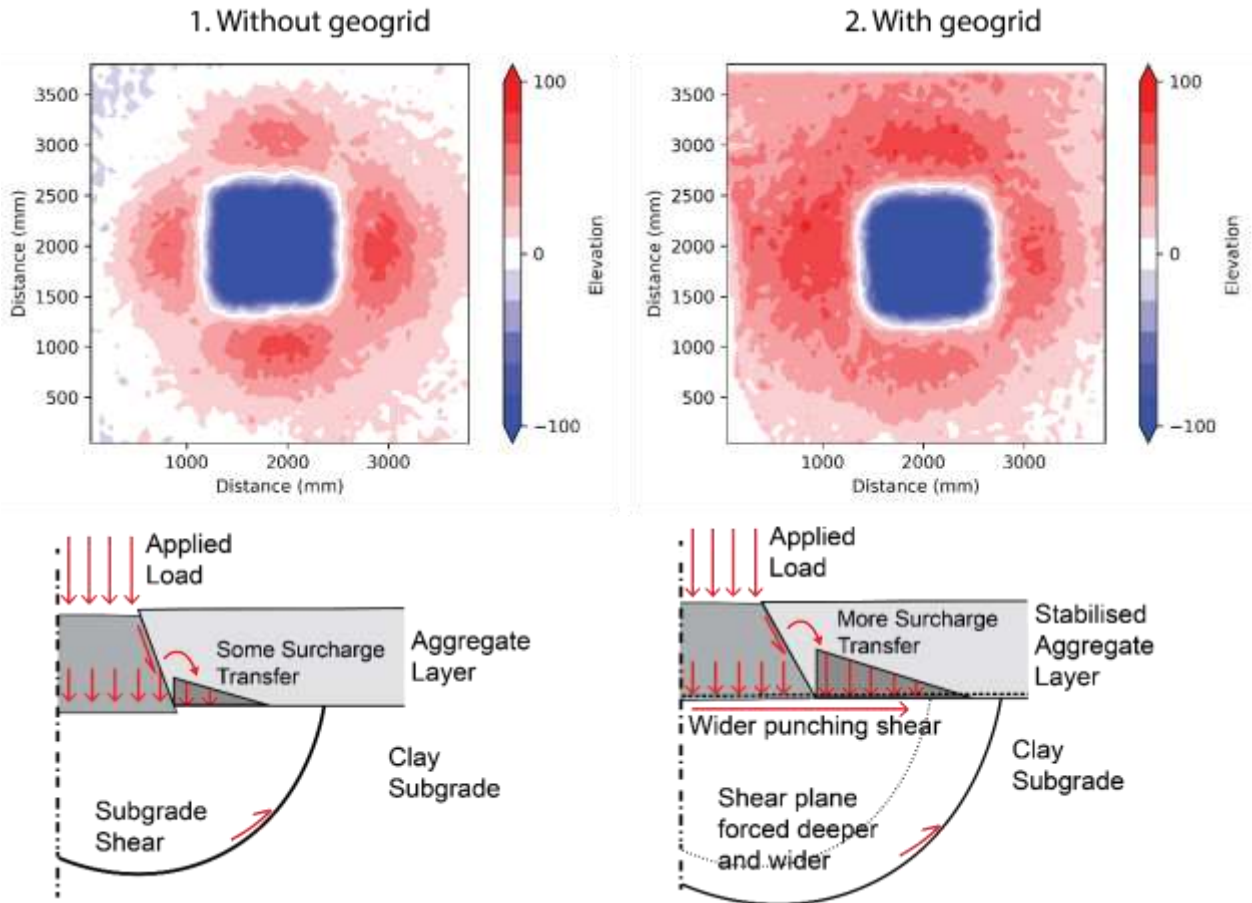 1. Without geogrid
2. With geogrid
3500
3000
2500
2000
1500
1000
500
Distance (mm)
1000
2000
3000
Distance (mm)
100
0
−100
Elevation
3500
3000
2500
2000
1500
1000
500
Distance (mm)
1000
2000
3000
Distance (mm)
100
0
−100
Elevation
Applied
Load
Some Surcharge
Transfer
Aggregate
Layer
Clay
Subgrade
Subgrade
Shear
Applied
Load
More Surcharge
Transfer
Stabilised
Aggregate
Layer
Wider punching shear
Clay
Subgrade
Shear plane
forced deeper
and wider